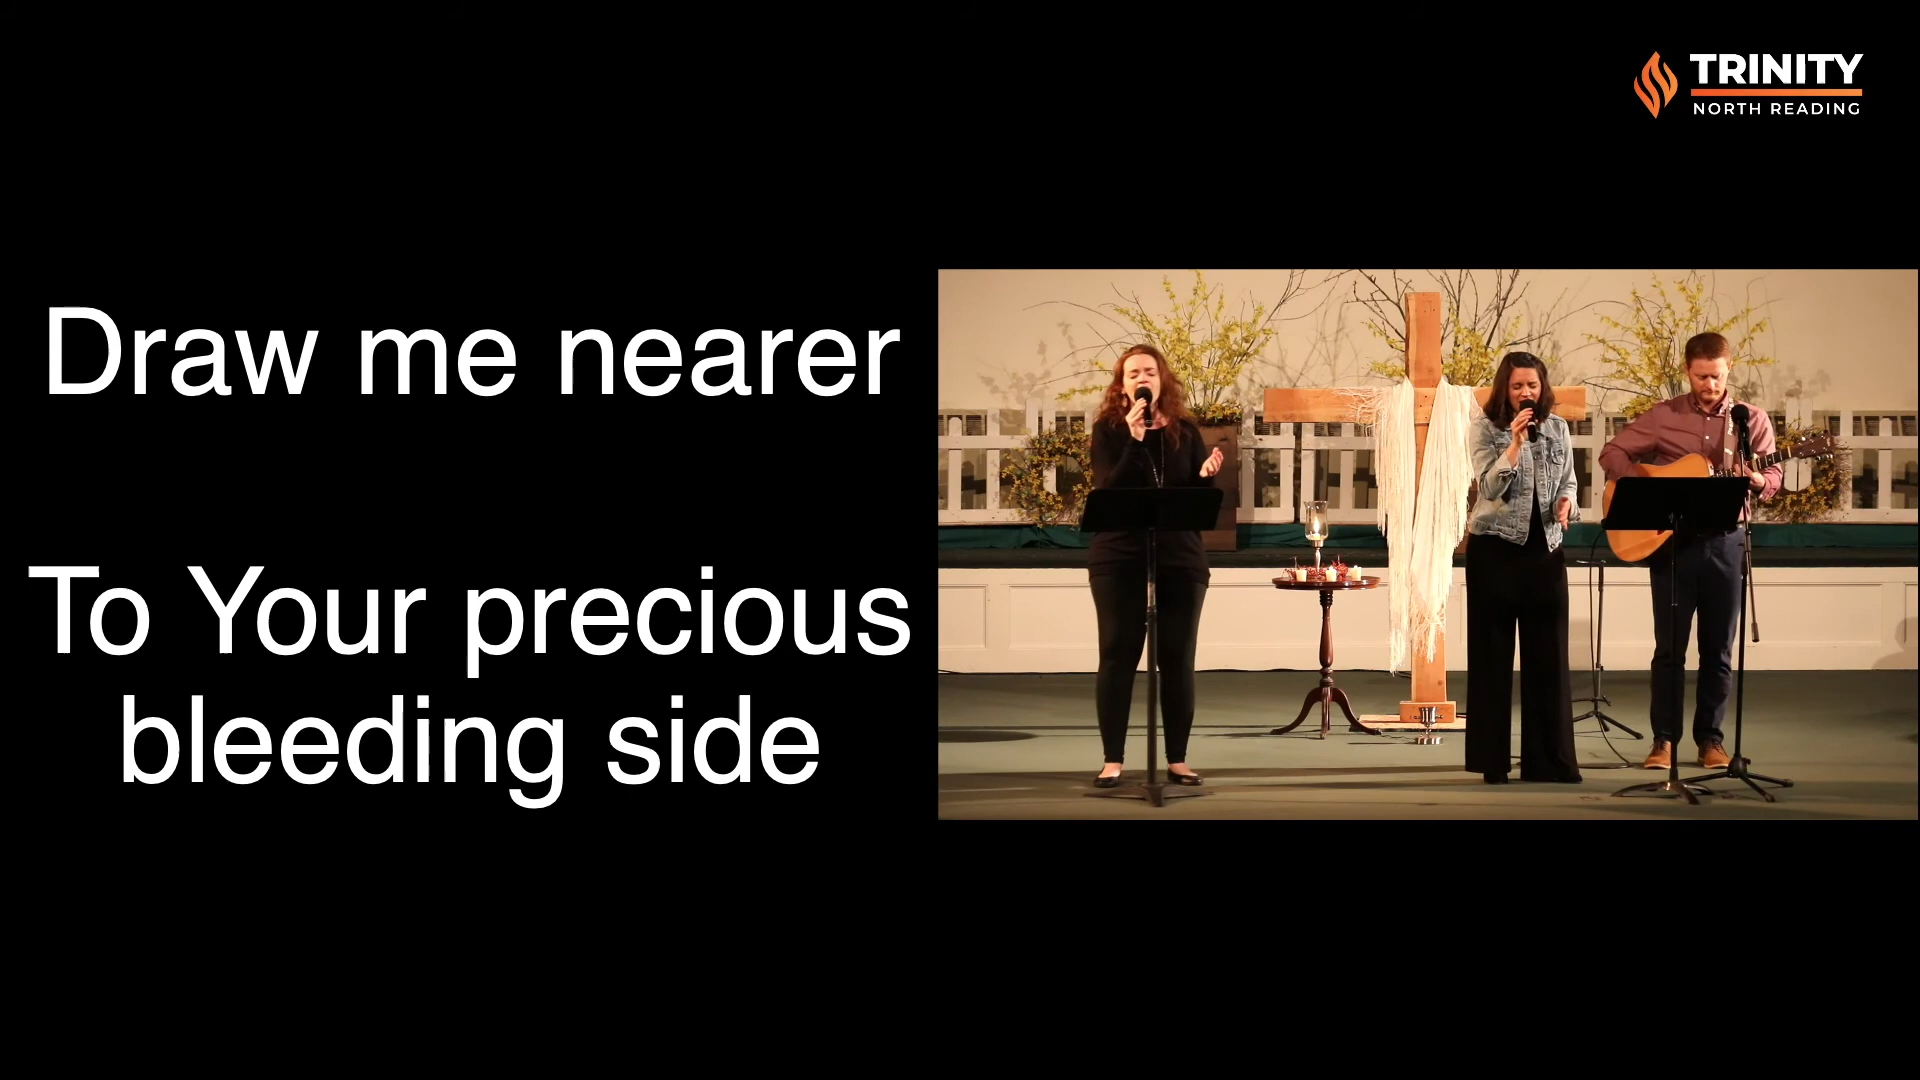 TRINITY
NORTH READING
Draw me nearer
To Your precious
bleeding side